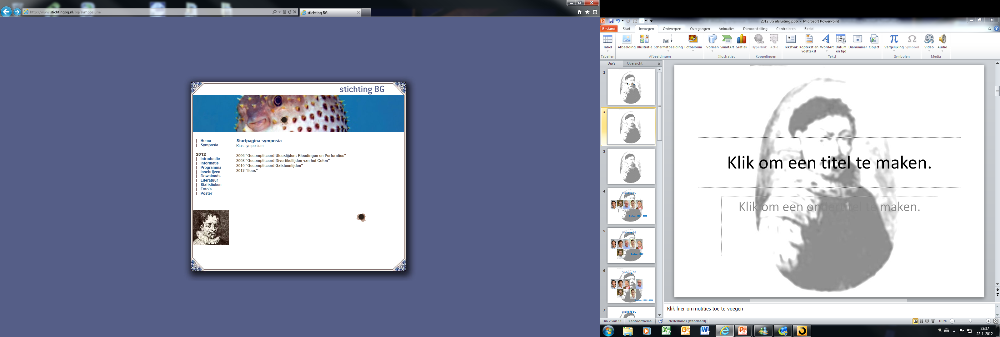 http://www.stichtingbg.nl/bg/symposium/
stichting BG
stichting BG
| Home
| Symposia
2012
| Introductie
| Informatie
| Programma
| Inschrijven
| Downloads
| Literatuur
| Statistieken
| Foto's
| Poster
Startpagina symposia
Kies symposium:
2006 "Gecompliceerd Ulcuslijden: Bloedingen en Perforaties"
2008 "Gecompliceerd Divertikellijden van het Colon"
2010 "Gecompliceerd Galsteenlijden"
2012 "Ileus"
2012 BG afsluiting.pptx - Microsoft PowerPoint
Bestand Start Invoegen Ontwerpen Overgangen Animaties Diavoorstelling Controleren Beeld
Tabel Afbeelding Illustratie Schermafbeelding Fotoalbum Vormen SmartArt Grafiek Hyperlink Actie Tekstvak Koptekst en voettekst WordArt Datum en tijd Dianummer Object Vergelijking Symbool Video Audio
Tabellen Afbeeldingen Illustraties Koppelingen Tekst Symbolen Media
Dia's Overzicht
1
Tot slot
2
3
4
Stichting BG
5
Stichting BG
Bestuur 2010
6
Stichting BG
Bestuur 2010-2011
7
Stichting BG
Klik om een titel te maken.
Klik om een ondertitel te maken.
Klik hier om notities toe te voegen
Dia 2 van 11 'Kantoorthema' Nederlands (standaard) 103%
NL 23:37
22-1-2012